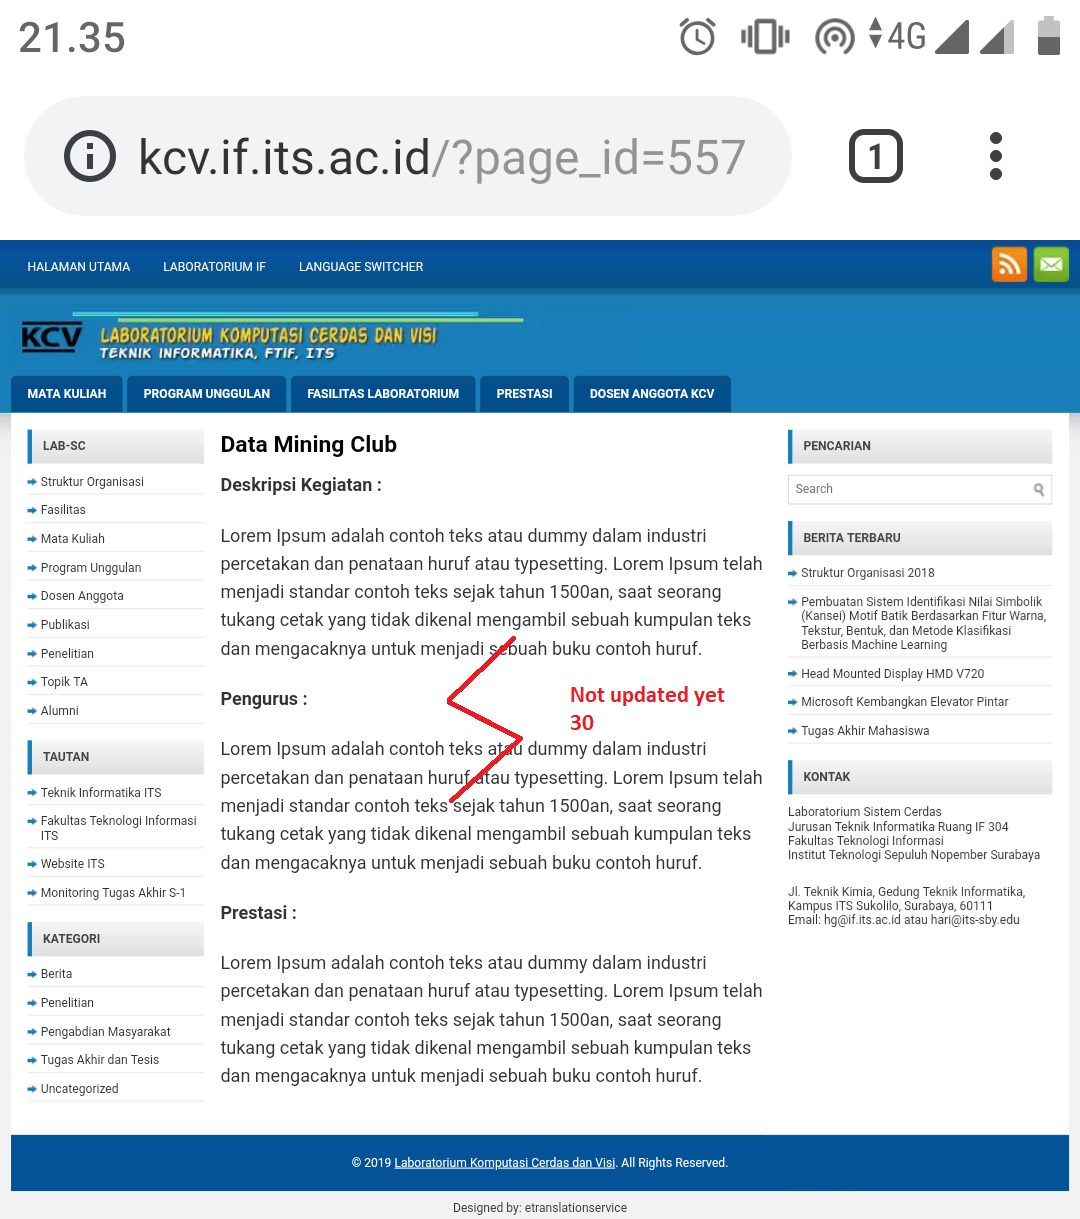 21.35
4G
kcv.if.its.ac.id/?page_id=557
1
HALAMAN UTAMA
LABORATORIUM IF
LANGUAGE SWITCHER
KCV
LABORATORIUM KOMPUTASI CERDAS DAN VISI
TEKNIK INFORMATIKA, FTIF, ITS
MATA KULIAH
PROGRAM UNGGULAN
FASILITAS LABORATORIUM
PRESTASI
DOSEN ANGGOTA KCV
LAB-SC
Struktur Organisasi
Fasilitas
Mata Kuliah
Program Unggulan
Dosen Anggota
Publikasi
Penelitian
Topik TA
Alumni
TAUTAN
Teknik Informatika ITS
Fakultas Teknologi Informasi
ITS
Website ITS
Monitoring Tugas Akhir S-1
KATEGORI
Berita
Penelitian
Pengabdian Masyarakat
Tugas Akhir dan Tesis
Uncategorized
Data Mining Club
Deskripsi Kegiatan :
Lorem Ipsum adalah contoh teks atau dummy dalam industri
percetakan dan penataan huruf atau typesetting. Lorem Ipsum telah
menjadi standar contoh teks sejak tahun 1500an, saat seorang
tukang cetak yang tidak dikenal mengambil sebuah kumpulan teks
dan mengacaknya untuk menjadi sebuah buku contoh huruf.
Pengurus :
Not updated yet
30
Lorem Ipsum adalah contoh teks atau dummy dalam industri
percetakan dan penataan huruf atau typesetting. Lorem Ipsum telah
menjadi standar contoh teks sejak tahun 1500an, saat seorang
tukang cetak yang tidak dikenal mengambil sebuah kumpulan teks
dan mengacaknya untuk menjadi sebuah buku contoh huruf.
Prestasi :
Lorem Ipsum adalah contoh teks atau dummy dalam industri
percetakan dan penataan huruf atau typesetting. Lorem Ipsum telah
menjadi standar contoh teks sejak tahun 1500an, saat seorang
tukang cetak yang tidak dikenal mengambil sebuah kumpulan teks
dan mengacaknya untuk menjadi sebuah buku contoh huruf.
PENCARIAN
Search
BERITA TERBARU
Struktur Organisasi 2018
Pembuatan Sistem Identifikasi Nilai Simbolik
(Kansei) Motif Batik Berdasarkan Fitur Warna,
Tekstur, Bentuk, dan Metode Klasifikasi
Berbasis Machine Learning
Head Mounted Display HMD V720
Microsoft Kembangkan Elevator Pintar
Tugas Akhir Mahasiswa
KONTAK
Laboratorium Sistem Cerdas
Jurusan Teknik Informatika Ruang IF 304
Fakultas Teknologi Informasi
Institut Teknologi Sepuluh Nopember Surabaya
Jl. Teknik Kimia, Gedung Teknik Informatika,
Kampus ITS Sukolilo, Surabaya, 60111
Email: hg@if.its.ac.id atau hari@its-sby.edu
© 2019 Laboratorium Komputasi Cerdas dan Visi. All Rights Reserved.
Designed by: etranslationservice